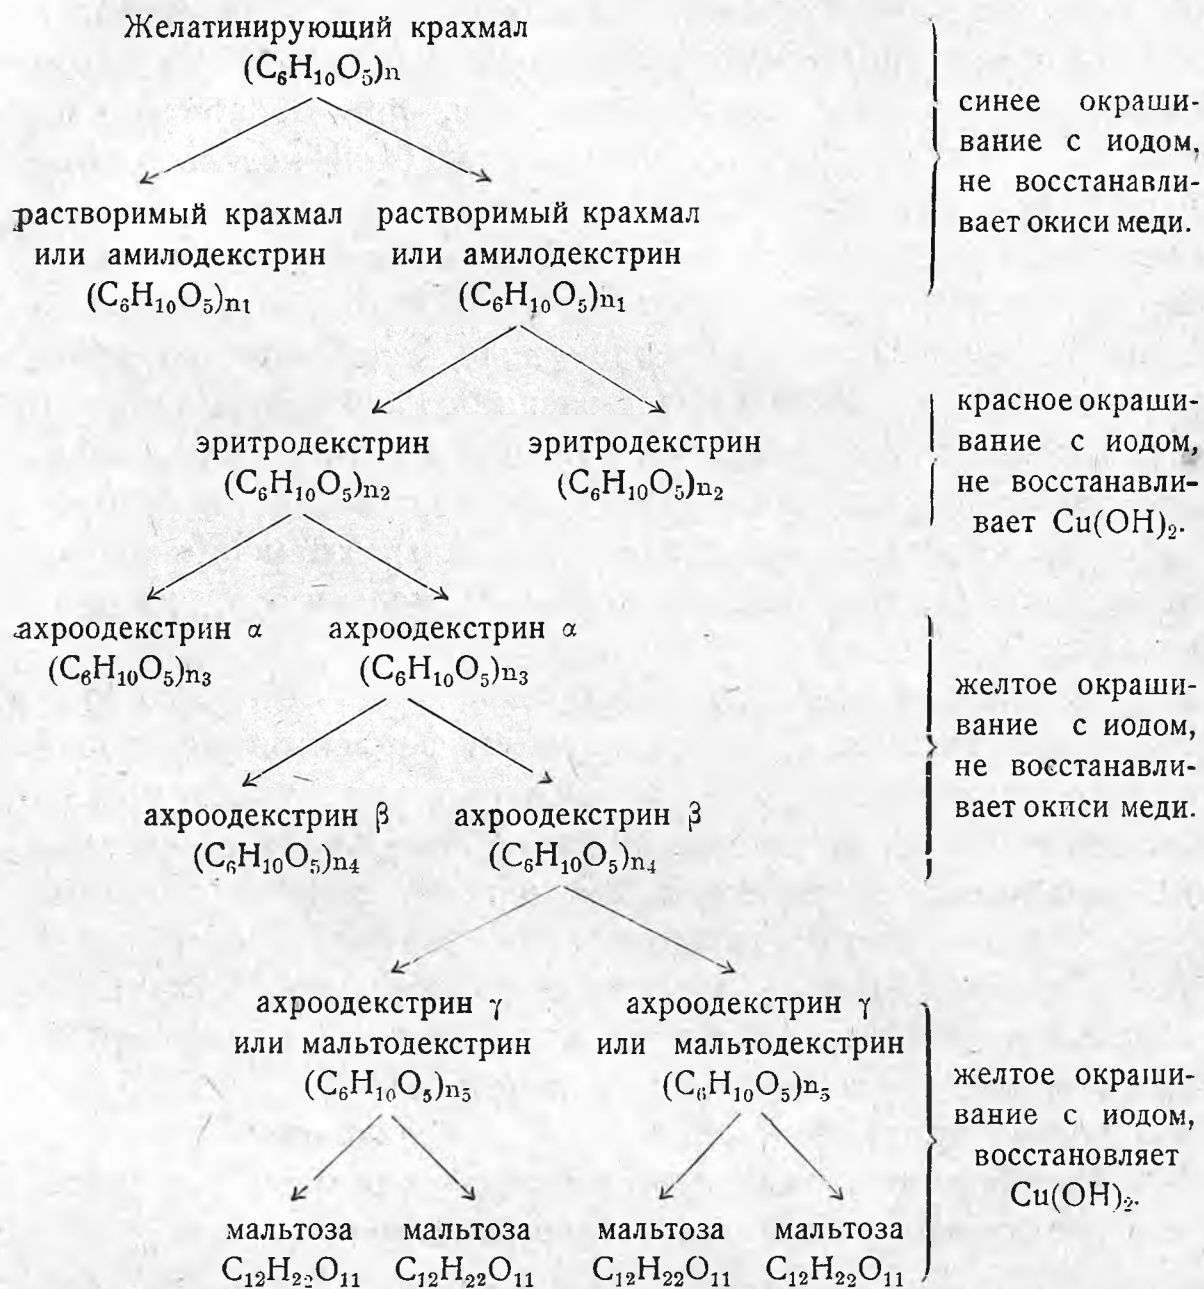 Желатинирующий крахмал
(C₆H₁₀O₅)n
синее окраши-
вание с иодом,
не восстанавли-
вает окиси меди.
растворимый крахмал растворимый крахмал
или амилодекстрин или амилодекстрин
(C₆H₁₀O₅)n₁ (C₆H₁₀O₅)n₁
эритродекстрин эритродекстрин
(C₆H₁₀O₅)n₂ (C₆H₁₀O₅)n₂
красное окраши-
вание с иодом,
не восстанавли-
вает Cu(OH)₂.
ахроодекстрин α ахроодекстрин α
(C₆H₁₀O₅)n₃ (C₆H₁₀O₅)n₃
желтое окраши-
вание с иодом,
не восстанавли-
вает окиси меди.
ахроодекстрин β ахроодекстрин β
(C₆H₁₀O₅)n₄ (C₆H₁₀O₅)n₄
ахроодекстрин γ ахроодекстрин γ
или мальтодекстрин или мальтодекстрин
(C₆H₁₀O₅)n₅ (C₆H₁₀O₅)n₅
желтое окраши-
вание с иодом,
восстановляет
Cu(OH)₂.
мальтоза мальтоза мальтоза мальтоза
C₁₂H₂₂O₁₁ C₁₂H₂₂O₁₁ C₁₂H₂₂O₁₁ C₁₂H₂₂O₁₁